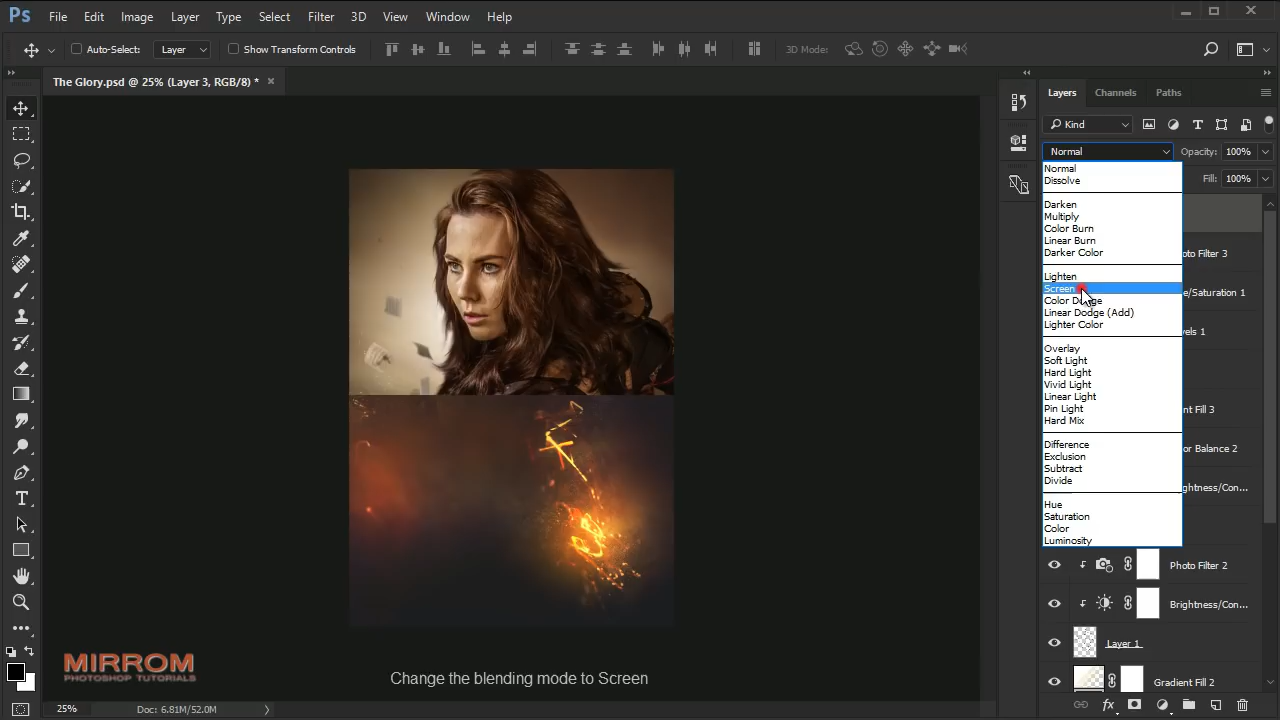 Ps File Edit Image Layer Type Select Filter 3D View Window Help
Auto-Select: Layer Show Transform Controls 3D Mode:
The Glory.psd @ 25% (Layer 3, RGB/8) * ×
Layers Channels Paths
Kind
Normal Opacity: 100%
Fill: 100%
Normal
Dissolve
Darken
Multiply
Color Burn
Linear Burn
Darker Color
Lighten
Screen
Color Dodge
Linear Dodge (Add)
Lighter Color
Overlay
Soft Light
Hard Light
Vivid Light
Linear Light
Pin Light
Hard Mix
Difference
Exclusion
Subtract
Divide
Hue
Saturation
Color
Luminosity
oto Filter 3
e/Saturation 1
vels 1
nt Fill 3
or Balance 2
ghtness/Con...
Photo Filter 2
Brightness/Con...
Layer 1
Gradient Fill 2
MIRROM
PHOTOSHOP TUTORIALS
Change the blending mode to Screen
25% Doc: 6.81M/52.0M